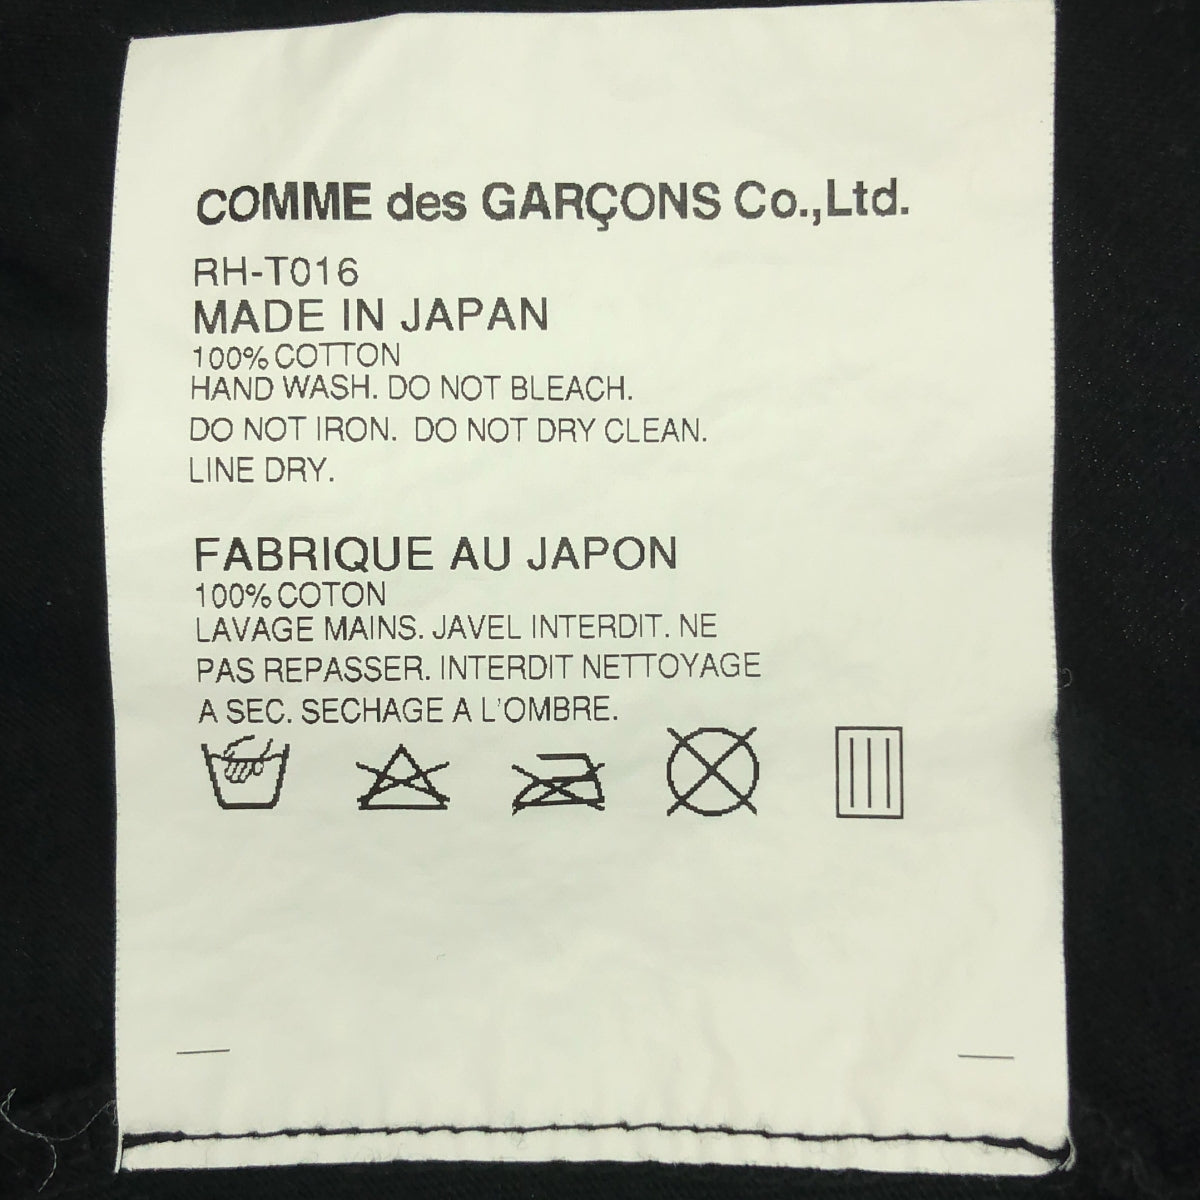 COMME des GARÇONS Co.,Ltd.
RH-T016
MADE IN JAPAN
100% COTTON
HAND WASH. DO NOT BLEACH.
DO NOT IRON. DO NOT DRY CLEAN.
LINE DRY.
FABRIQUE AU JAPON
100% COTON
LAVAGE MAINS. JAVEL INTERDIT. NE
PAS REPASSER. INTERDIT NETTOYAGE
A SEC. SECHAGE A L'OMBRE.